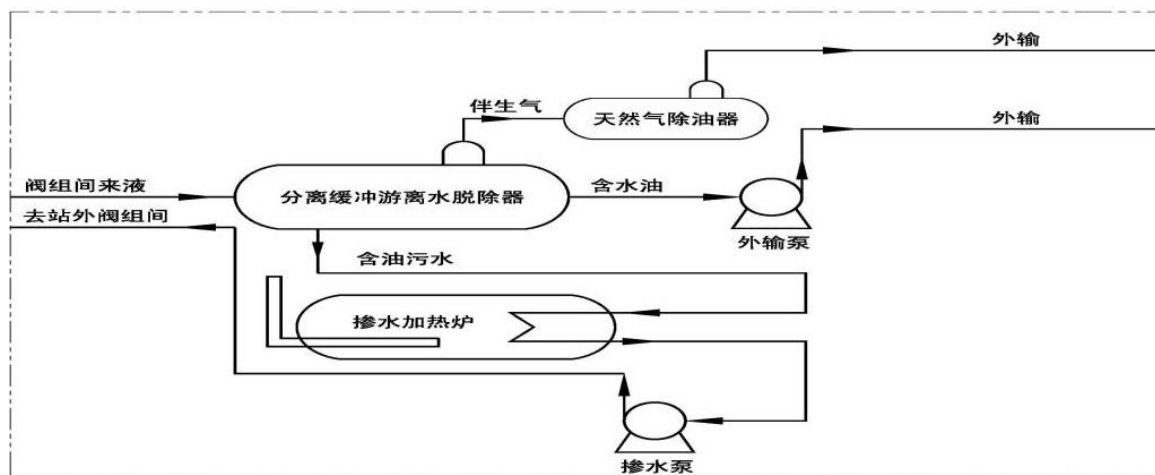 外输
伴生气
天然气除油器
外输
阀组间来液
分离缓冲游离水脱除器
含水油
去站外阀组间
外输泵
含油污水
掺水加热炉
掺水泵